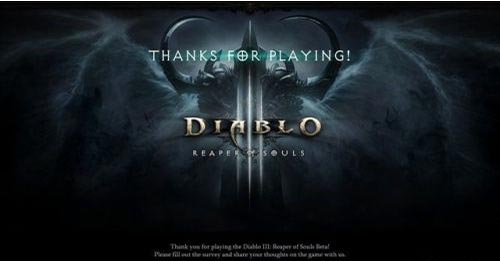 THANKS FOR PLAYING!
DIABLO
III
REAPER OF SOULS
Thank you for playing the Diablo III: Reaper of Souls Beta!
Please fill out the survey and share your thoughts on the game with us.